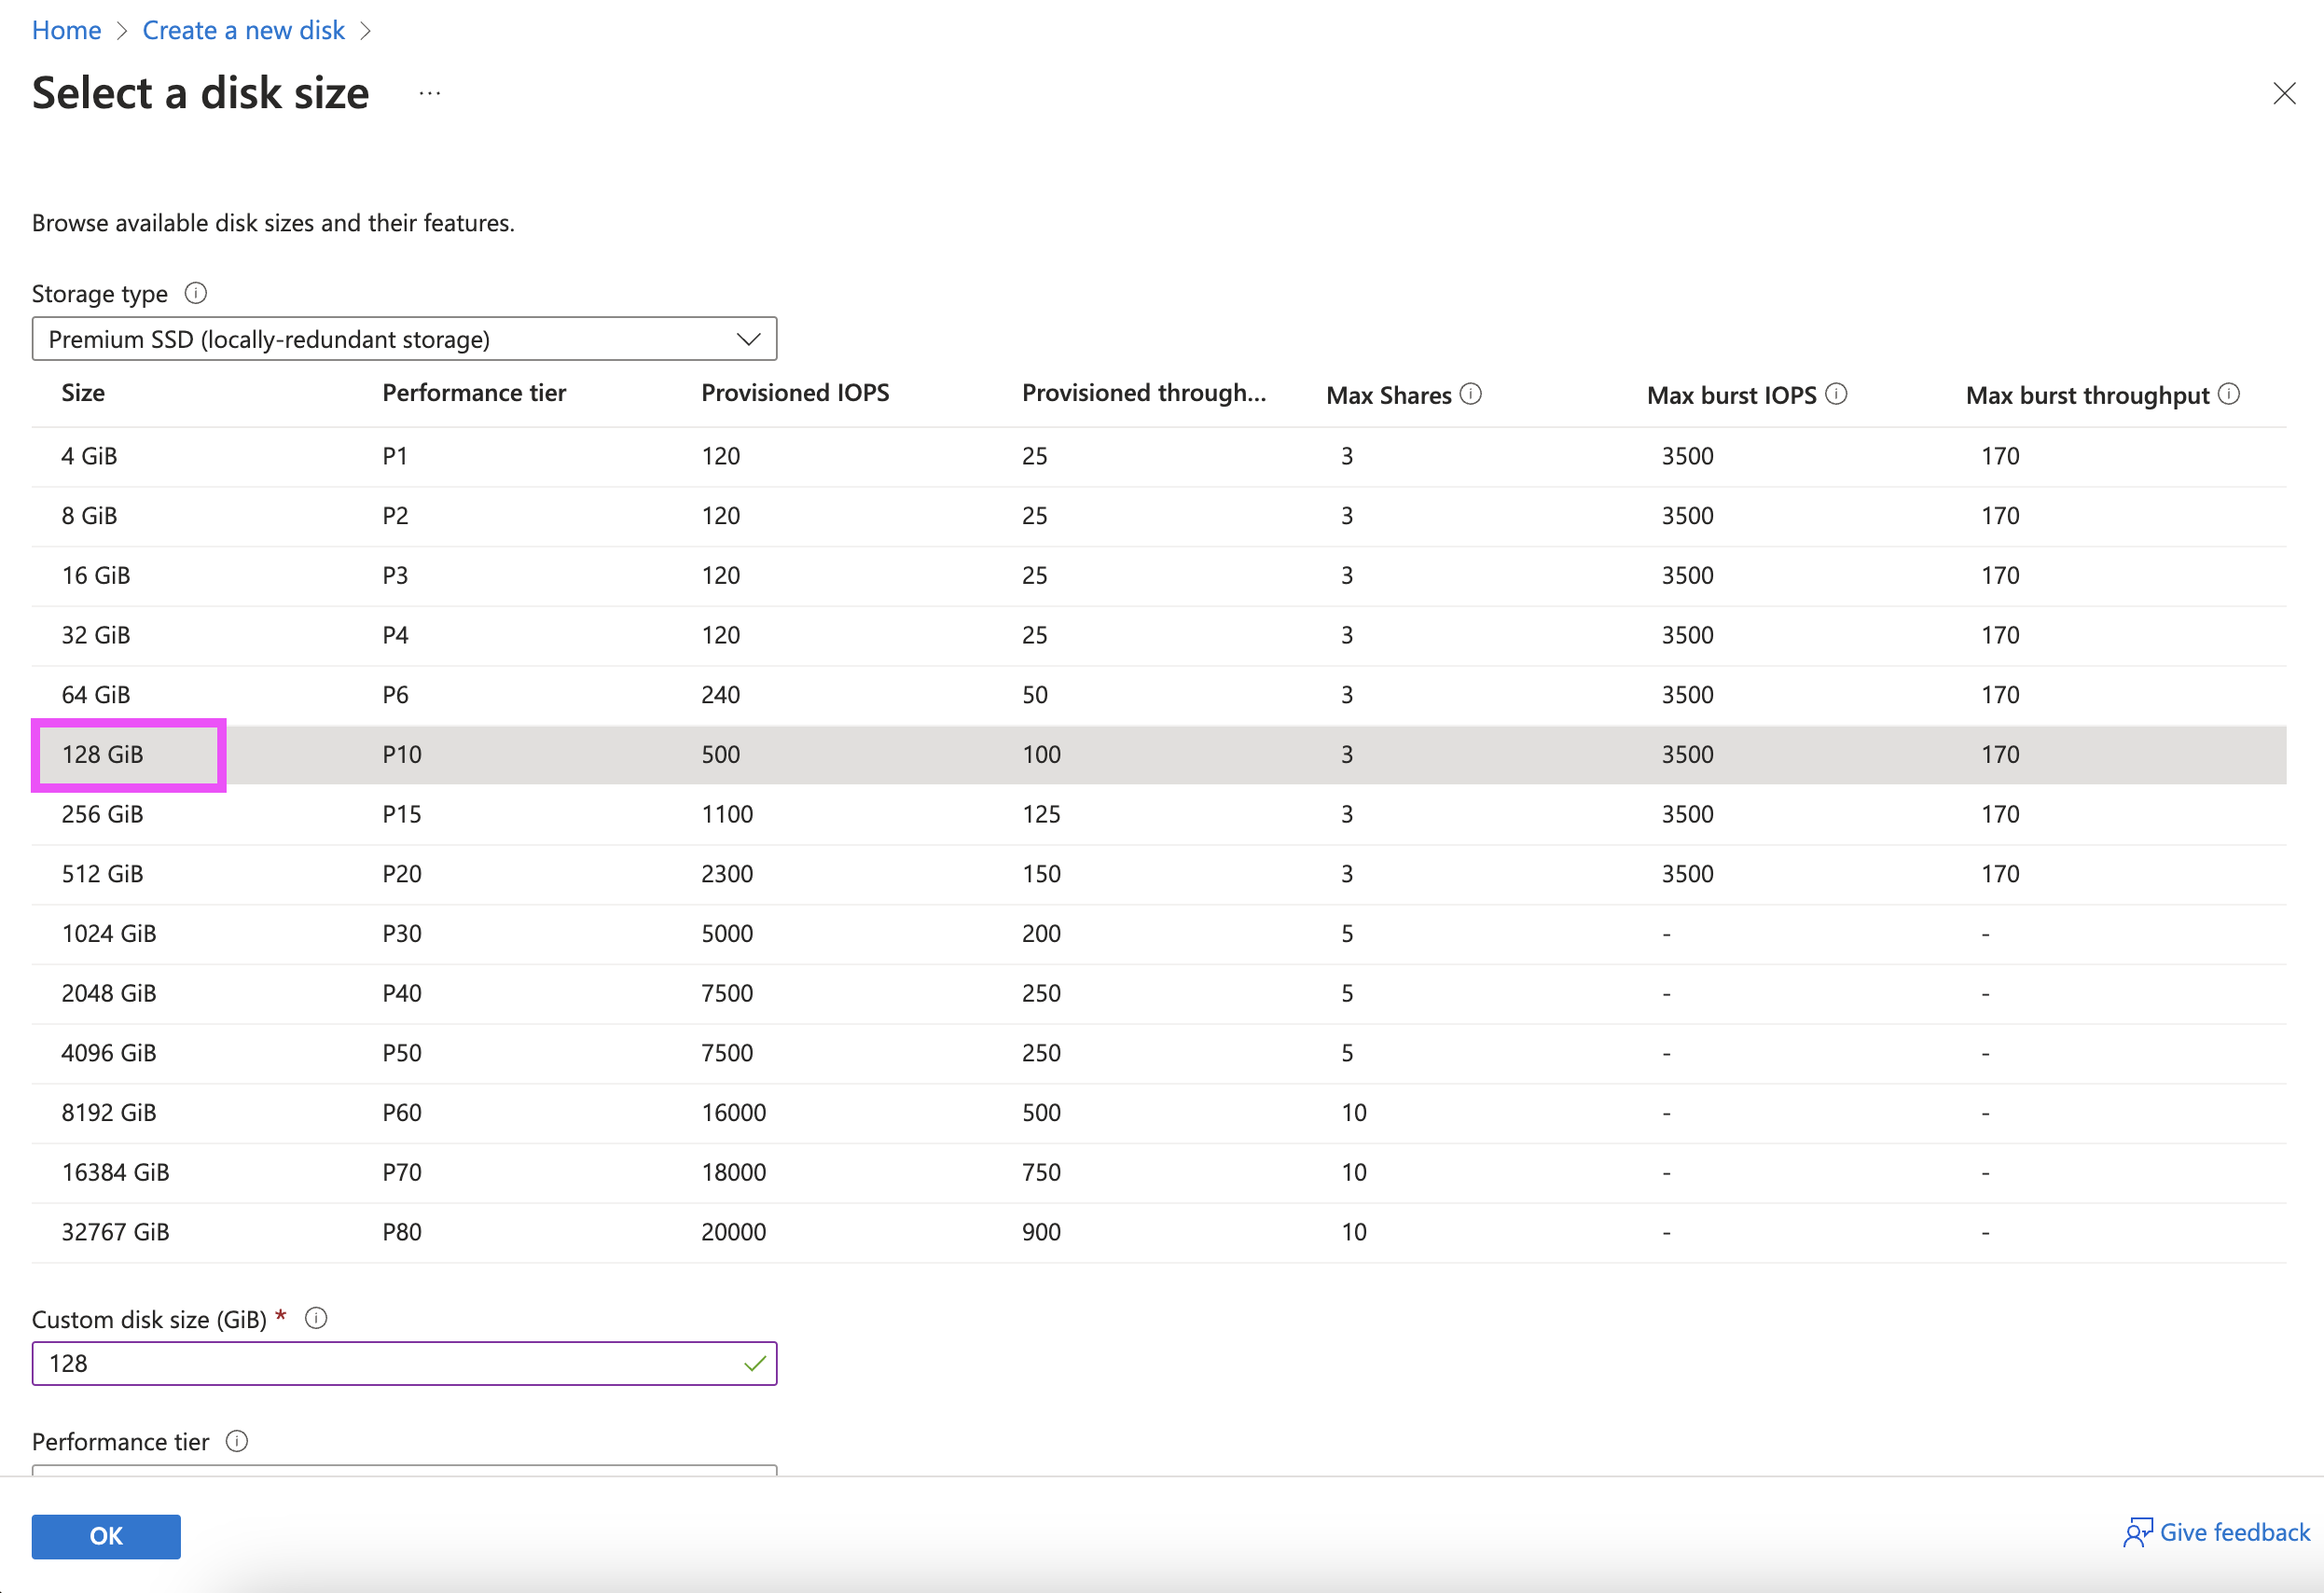 Home > Create a new disk >
Select a disk size ...
Browse available disk sizes and their features.
Storage type
Premium SSD (locally-redundant storage)
Size Performance tier Provisioned IOPS Provisioned through... Max Shares Max burst IOPS Max burst throughput
4 GiB P1 120 25 3 3500 170
8 GiB P2 120 25 3 3500 170
16 GiB P3 120 25 3 3500 170
32 GiB P4 120 25 3 3500 170
64 GiB P6 240 50 3 3500 170
128 GiB P10 500 100 3 3500 170
256 GiB P15 1100 125 3 3500 170
512 GiB P20 2300 150 3 3500 170
1024 GiB P30 5000 200 5 - -
2048 GiB P40 7500 250 5 - -
4096 GiB P50 7500 250 5 - -
8192 GiB P60 16000 500 10 - -
16384 GiB P70 18000 750 10 - -
32767 GiB P80 20000 900 10 - -
Custom disk size (GiB) *
128
Performance tier
OK
Give feedback